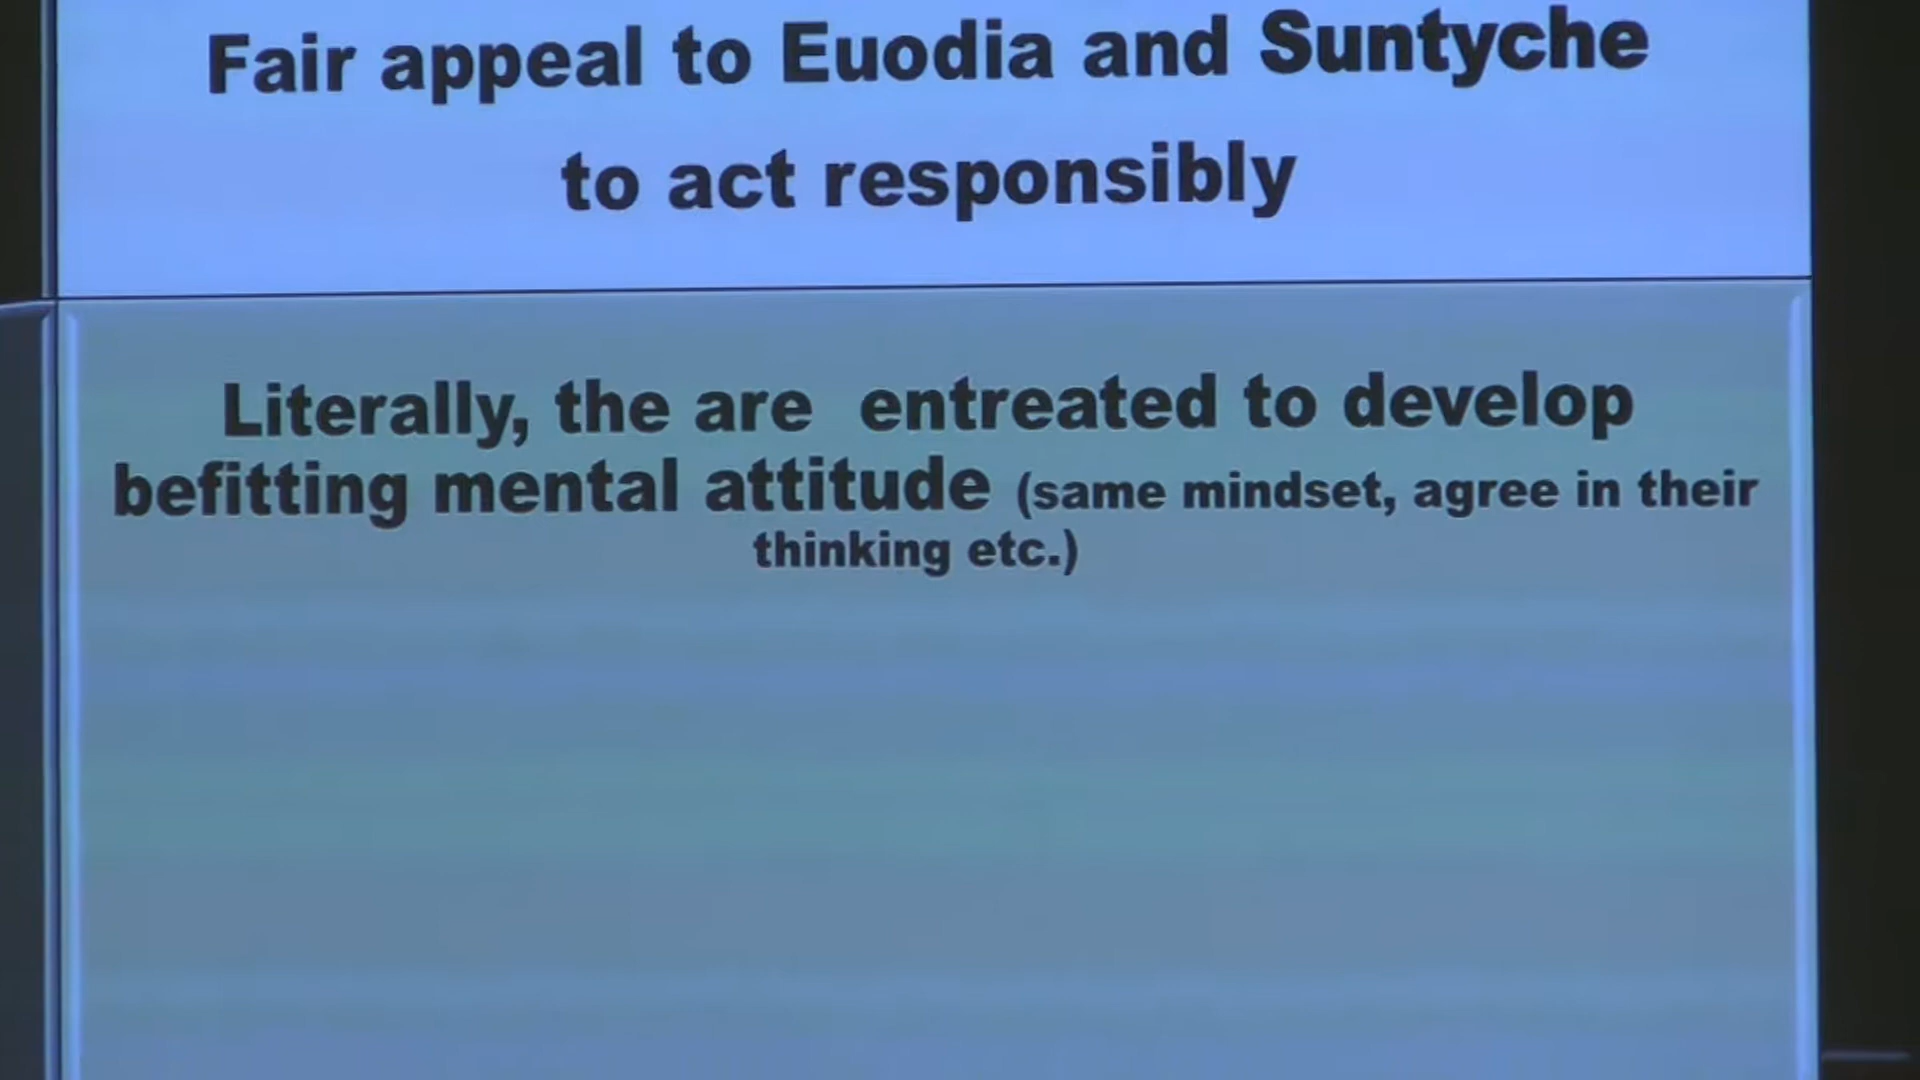 Fair appeal to Euodia and Suntyche
to act responsibly
Literally, the are entreated to develop
befitting mental attitude (same mindset, agree in their
thinking etc.)